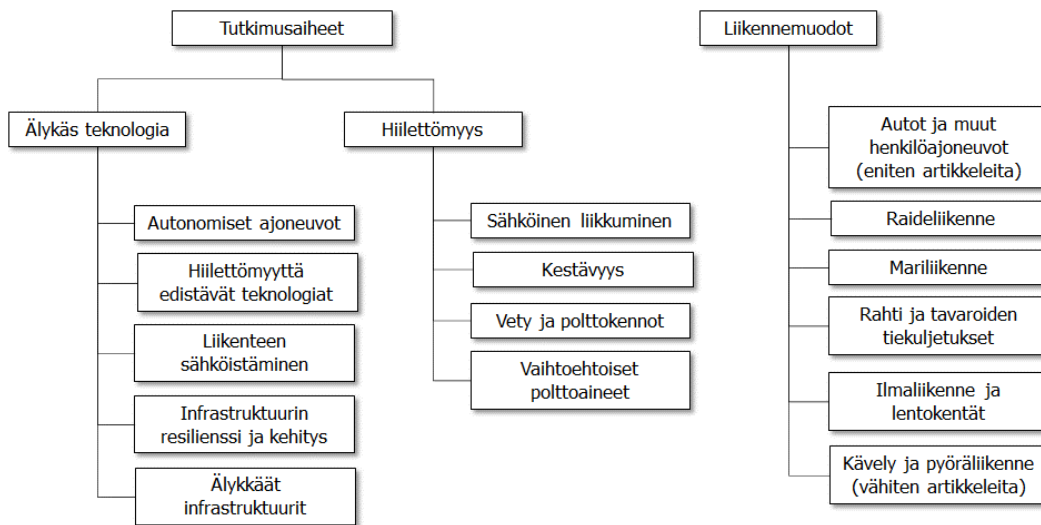 Tutkimusaiheet
Älykäs teknologia
Autonomiset ajoneuvot
Hiilettömyyttä
edistävät teknologiat
Liikenteen
sähköistäminen
Infrastruktuurin
resilienssi ja kehitys
Älykkäät
infrastruktuurit
Hiilettömyys
Sähköinen liikkuminen
Kestävyys
Vety ja polttokennot
Vaihtoehtoiset
polttoaineet
Liikennemuodot
Autot ja muut
henkilöajoneuvot
(eniten artikkeleita)
Raideliikenne
Mariliikenne
Rahti ja tavaroiden
tiekuljetukset
Ilmaliikenne ja
lentokentät
Kävely ja pyöräliikenne
(vähiten artikkeleita)